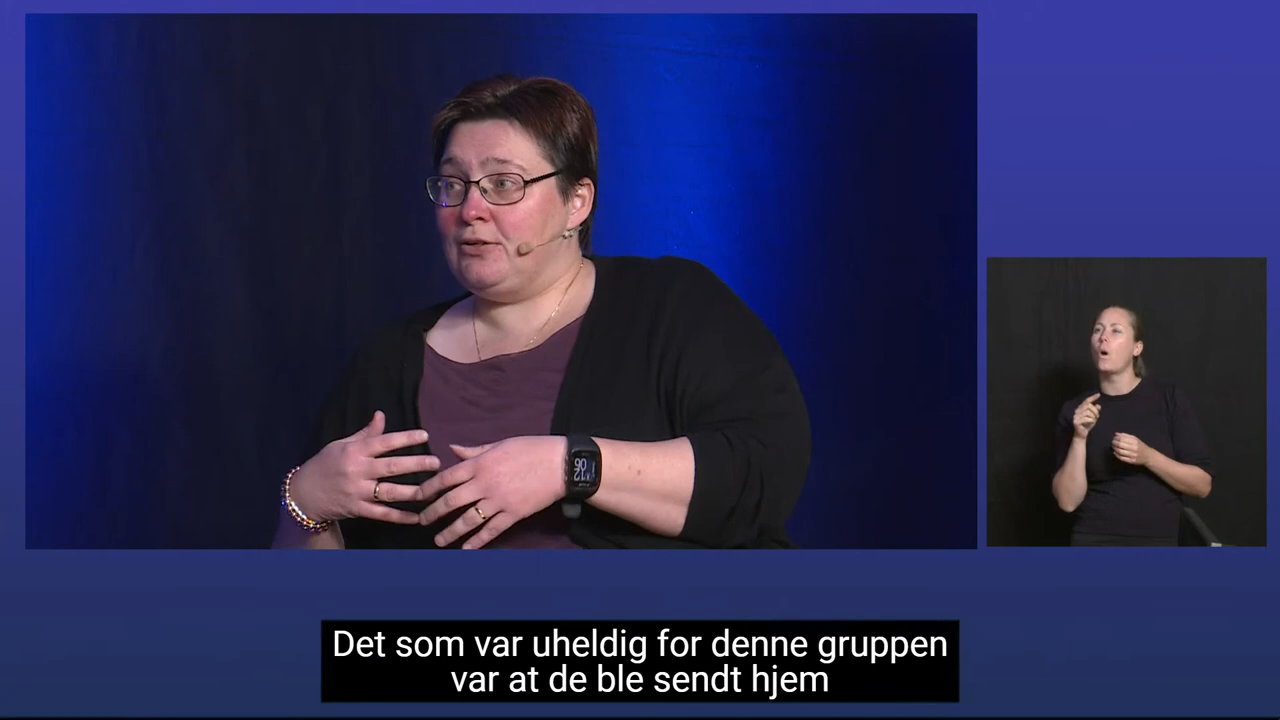 Det som var uheldig for denne gruppen
var at de ble sendt hjem